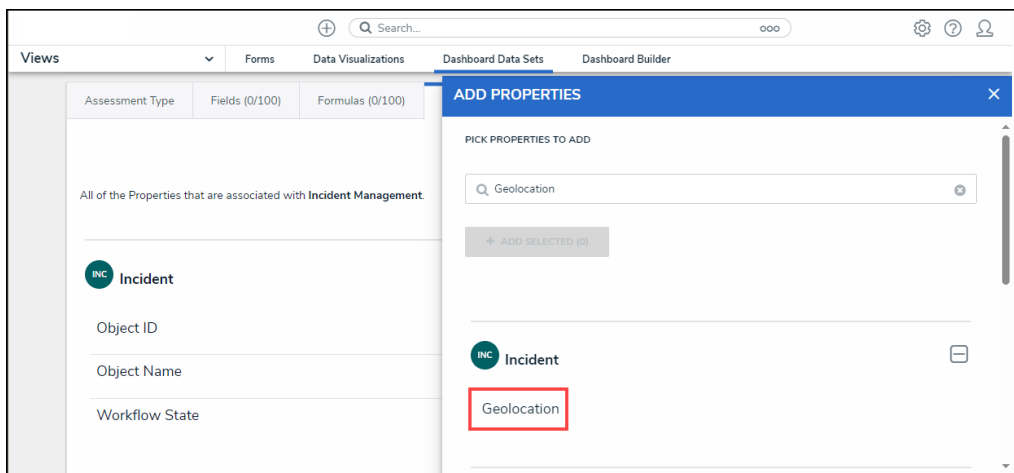 Search...
Views
Forms
Data Visualizations
Dashboard Data Sets
Dashboard Builder
Assessment Type
Fields (0/100)
Formulas (0/100)
ADD PROPERTIES
PICK PROPERTIES TO ADD
Geolocation
+ ADD SELECTED (0)
All of the Properties that are associated with Incident Management.
INC Incident
Object ID
Object Name
Workflow State
INC Incident
Geolocation